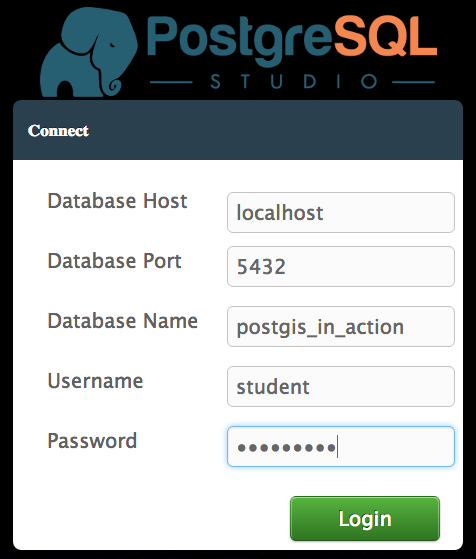 PostgreSQL
STUDIO
Connect
Database Host
localhost
Database Port
5432
Database Name
postgis_in_action
Username
student
Password
•••••••••
Login